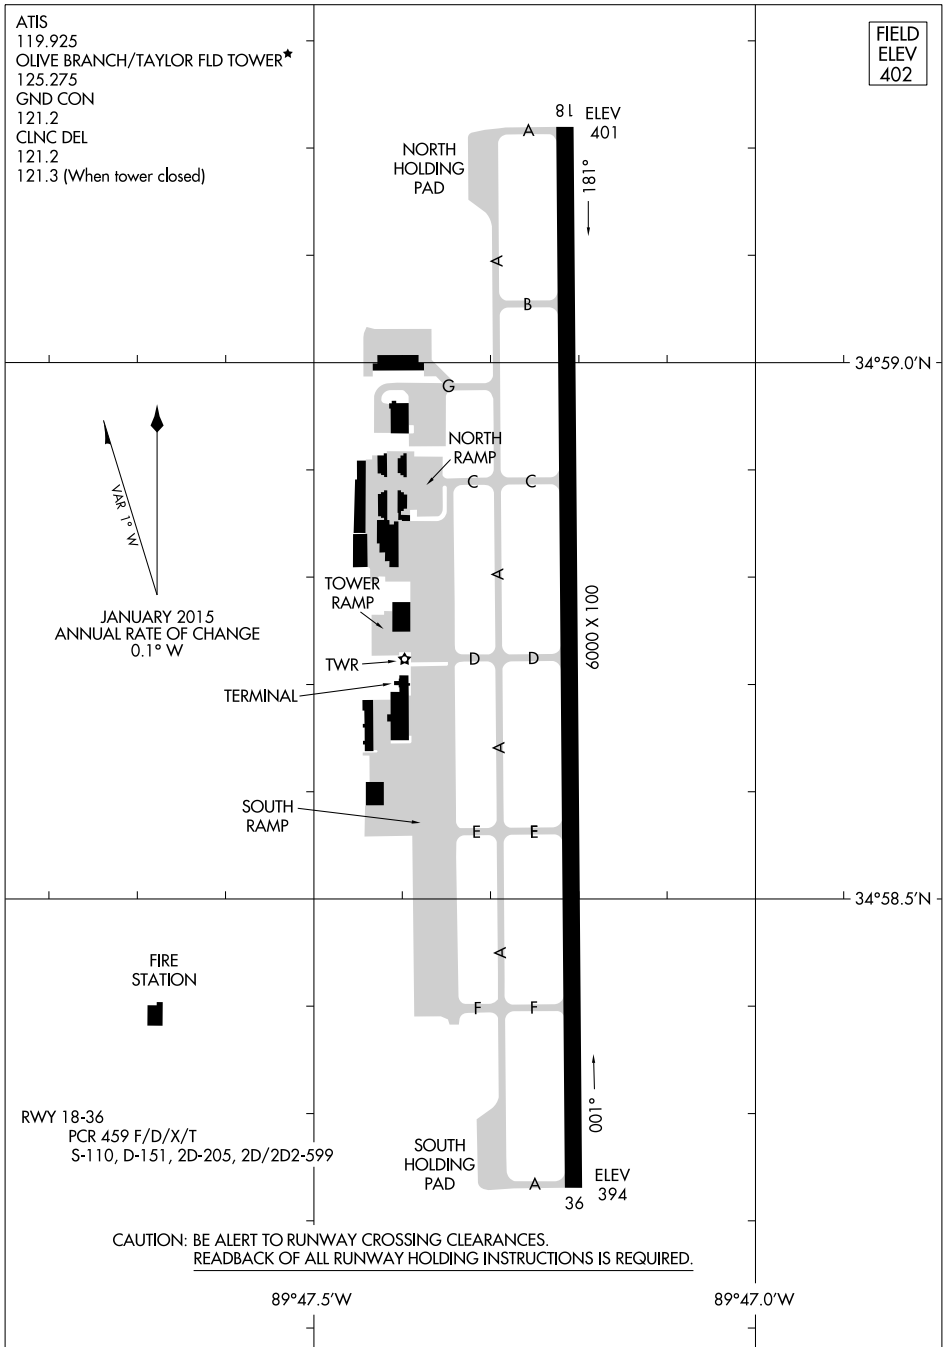 ATIS
119.925
OLIVE BRANCH/TAYLOR FLD TOWER★
125.275
GND CON
121.2
CLNC DEL
121.2
121.3 (When tower closed)
FIELD
ELEV
402
18
ELEV
401
A
NORTH
HOLDING
PAD
181°
A
B
34°59.0'N
G
NORTH
RAMP
C
C
VAR 1° W
A
TOWER
RAMP
6000 X 100
JANUARY 2015
ANNUAL RATE OF CHANGE
0.1° W
TWR
D
D
TERMINAL
A
SOUTH
RAMP
E
E
34°58.5'N
A
FIRE
STATION
F
F
001°
RWY 18-36
PCR 459 F/D/X/T
S-110, D-151, 2D-205, 2D/2D2-599
SOUTH
HOLDING
PAD
A
ELEV
394
36
CAUTION: BE ALERT TO RUNWAY CROSSING CLEARANCES.
READBACK OF ALL RUNWAY HOLDING INSTRUCTIONS IS REQUIRED.
89°47.5'W
89°47.0'W